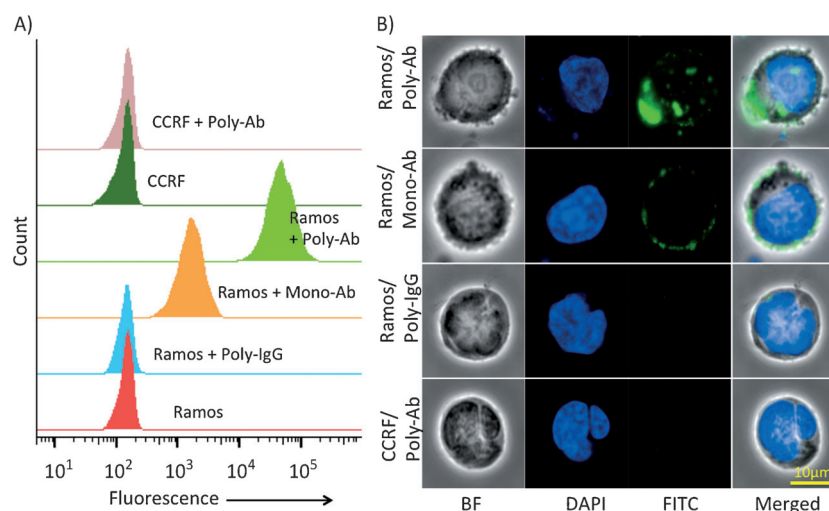 A)
CCRF + Poly-Ab
CCRF
Ramos
+ Poly-Ab
Ramos + Mono-Ab
Ramos + Poly-IgG
Ramos
Count
10¹ 10² 10³ 10⁴ 10⁵
Fluorescence
B)
Ramos/
Poly-Ab
Ramos/
Mono-Ab
Ramos/
Poly-IgG
CCRF/
Poly-Ab
10μm
BF DAPI FITC Merged